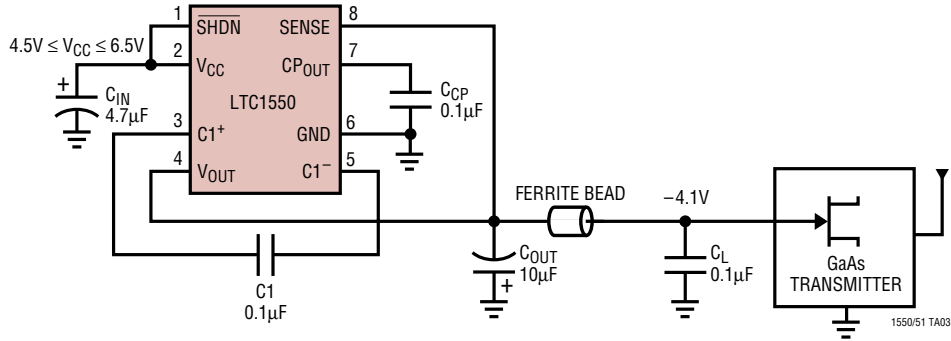 4.5V ≤ VCC ≤ 6.5V
1
SHDN
SENSE
8
2
VCC
CPOUT
7
+
CIN
4.7µF
LTC1550
CCP
0.1µF
3
C1+
GND
6
4
VOUT
C1−
5
FERRITE BEAD
−4.1V
COUT
10µF
+
CL
0.1µF
GaAs
TRANSMITTER
C1
0.1µF
1550/51 TA03